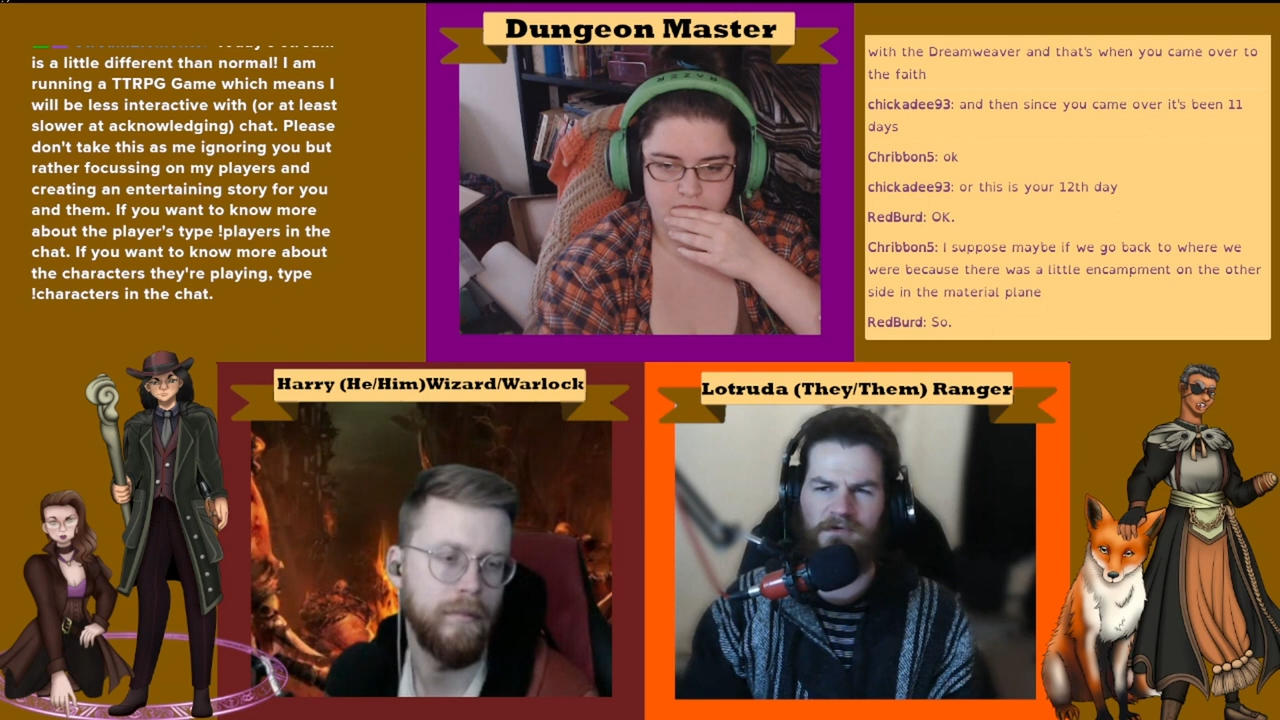 Today's stream
is a little different than normal! I am
running a TTRPG Game which means I
will be less interactive with (or at least
slower at acknowledging) chat. Please
don't take this as me ignoring you but
rather focussing on my players and
creating an entertaining story for you
and them. If you want to know more
about the player's type !players in the
chat. If you want to know more about
the characters they're playing, type
!characters in the chat.
Dungeon Master
RAZER
with the Dreamweaver and that's when you came over to
the faith
chickadee93: and then since you came over it's been 11
days
Chribbon5: ok
chickadee93: or this is your 12th day
RedBurd: OK.
Chribbon5: I suppose maybe if we go back to where we
were because there was a little encampment on the other
side in the material plane
RedBurd: So.
Harry (He/Him)Wizard/Warlock
Lotruda (They/Them) Ranger